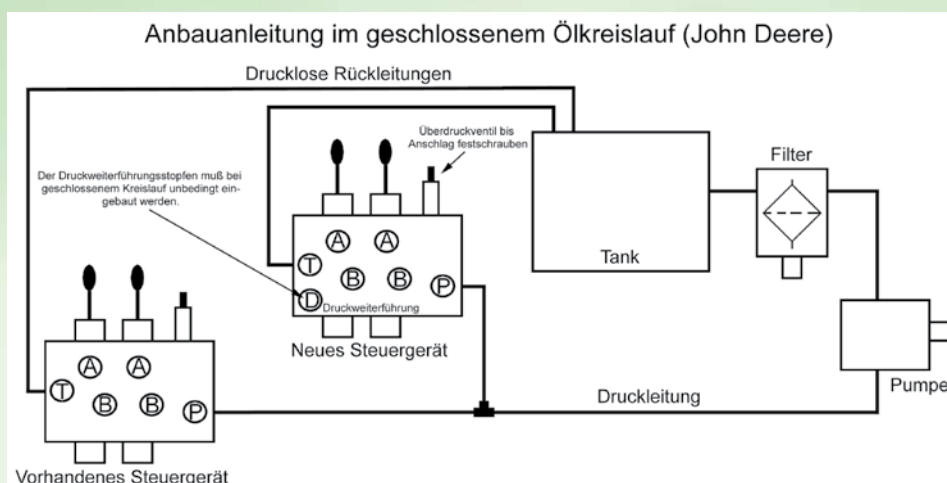 Anbauanleitung im geschlossenem Ölkreislauf (John Deere)
Drucklose Rückleitungen
Überdruckventil bis
Anschlag festschrauben
Filter
Der Druckweiterführungsstopfen muß bei
geschlossenem Kreislauf unbedingt ein-
gebaut werden.
A A
T B B P
D
Druckweiterführung
Neues Steuergerät
Tank
Pumpe
Druckleitung
A A
T B B P
Vorhandenes Steuergerät